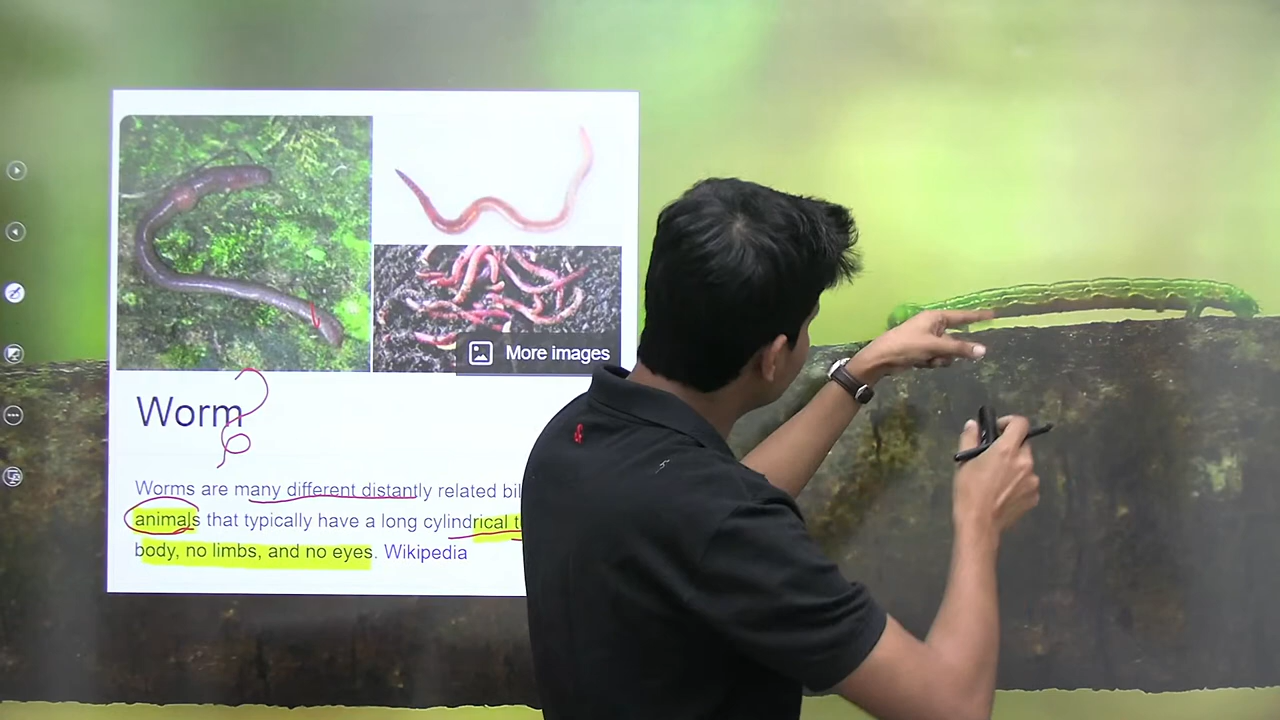 More images
Worm
Worms are many different distantly related bil
animals that typically have a long cylindrical t
body, no limbs, and no eyes. Wikipedia